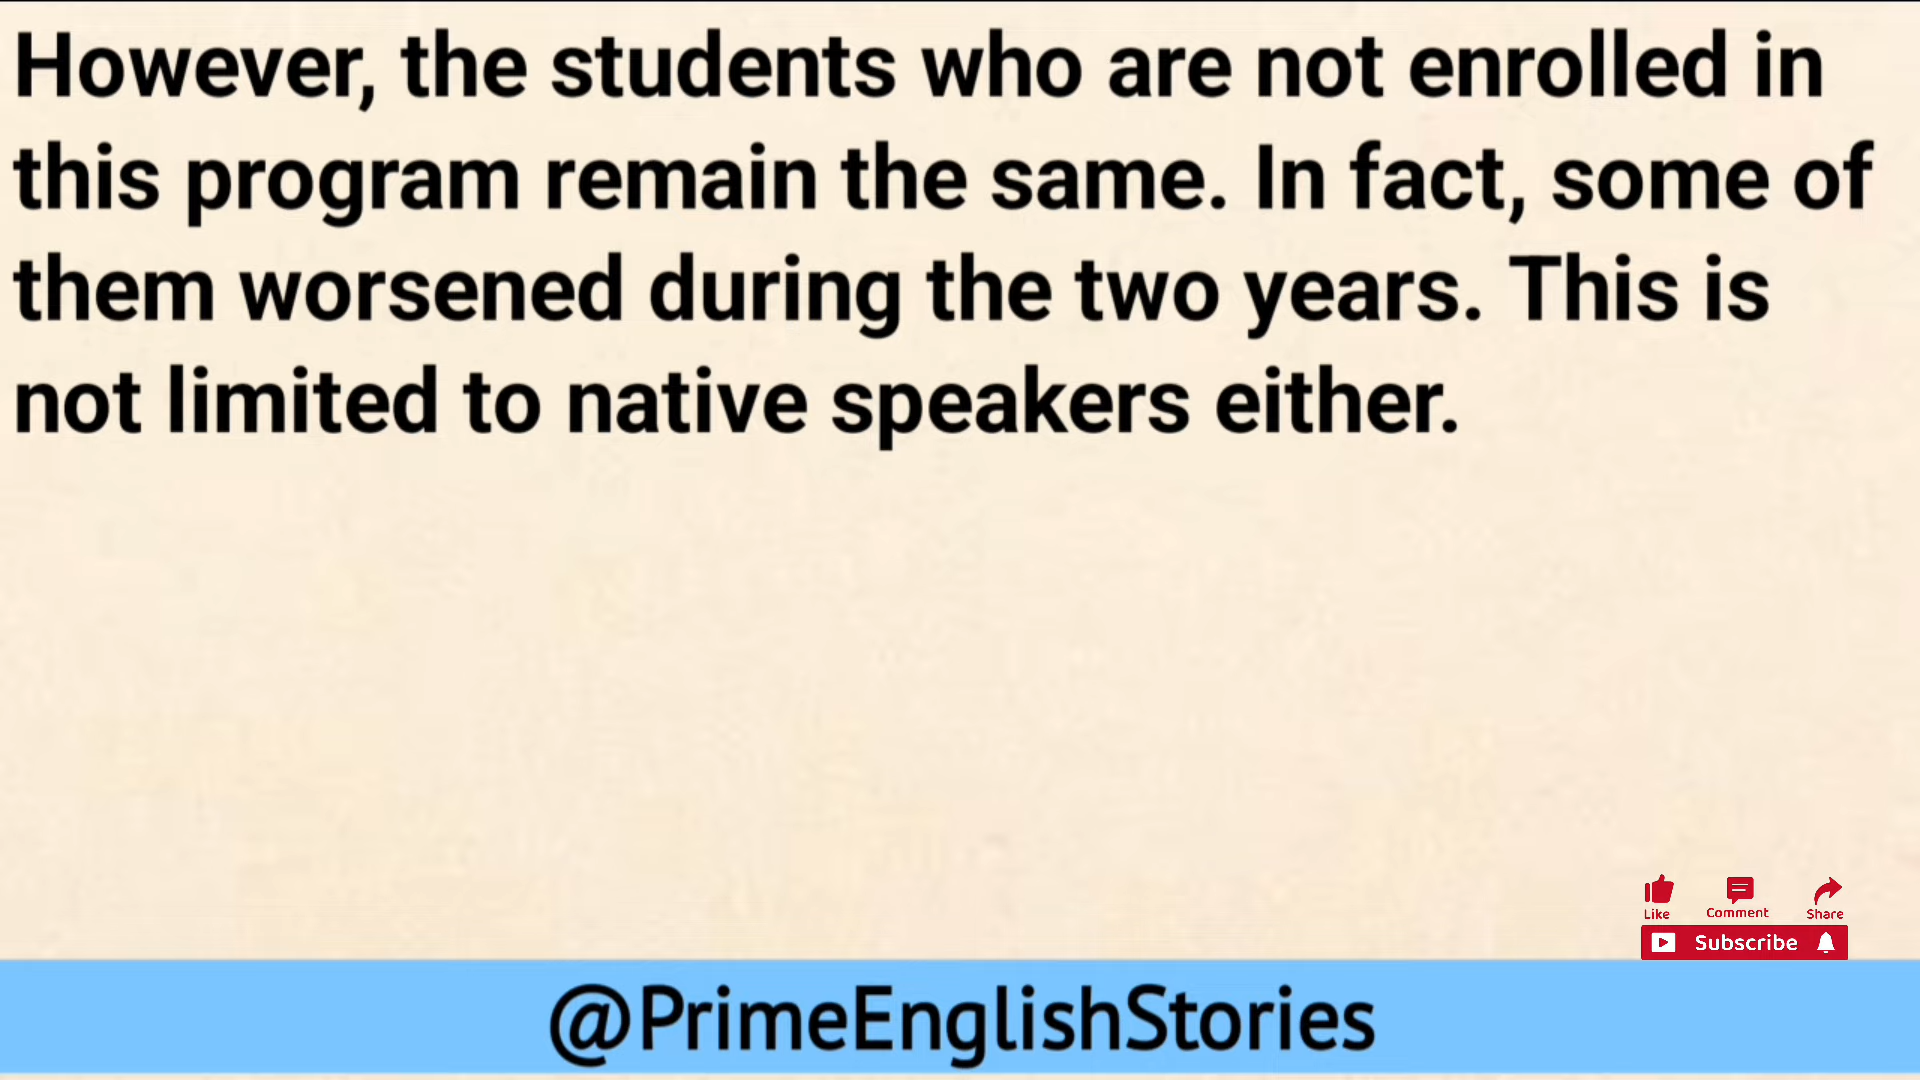 However, the students who are not enrolled in
this program remain the same. In fact, some of
them worsened during the two years. This is
not limited to native speakers either.
Like Comment Share
Subscribe
@PrimeEnglishStories